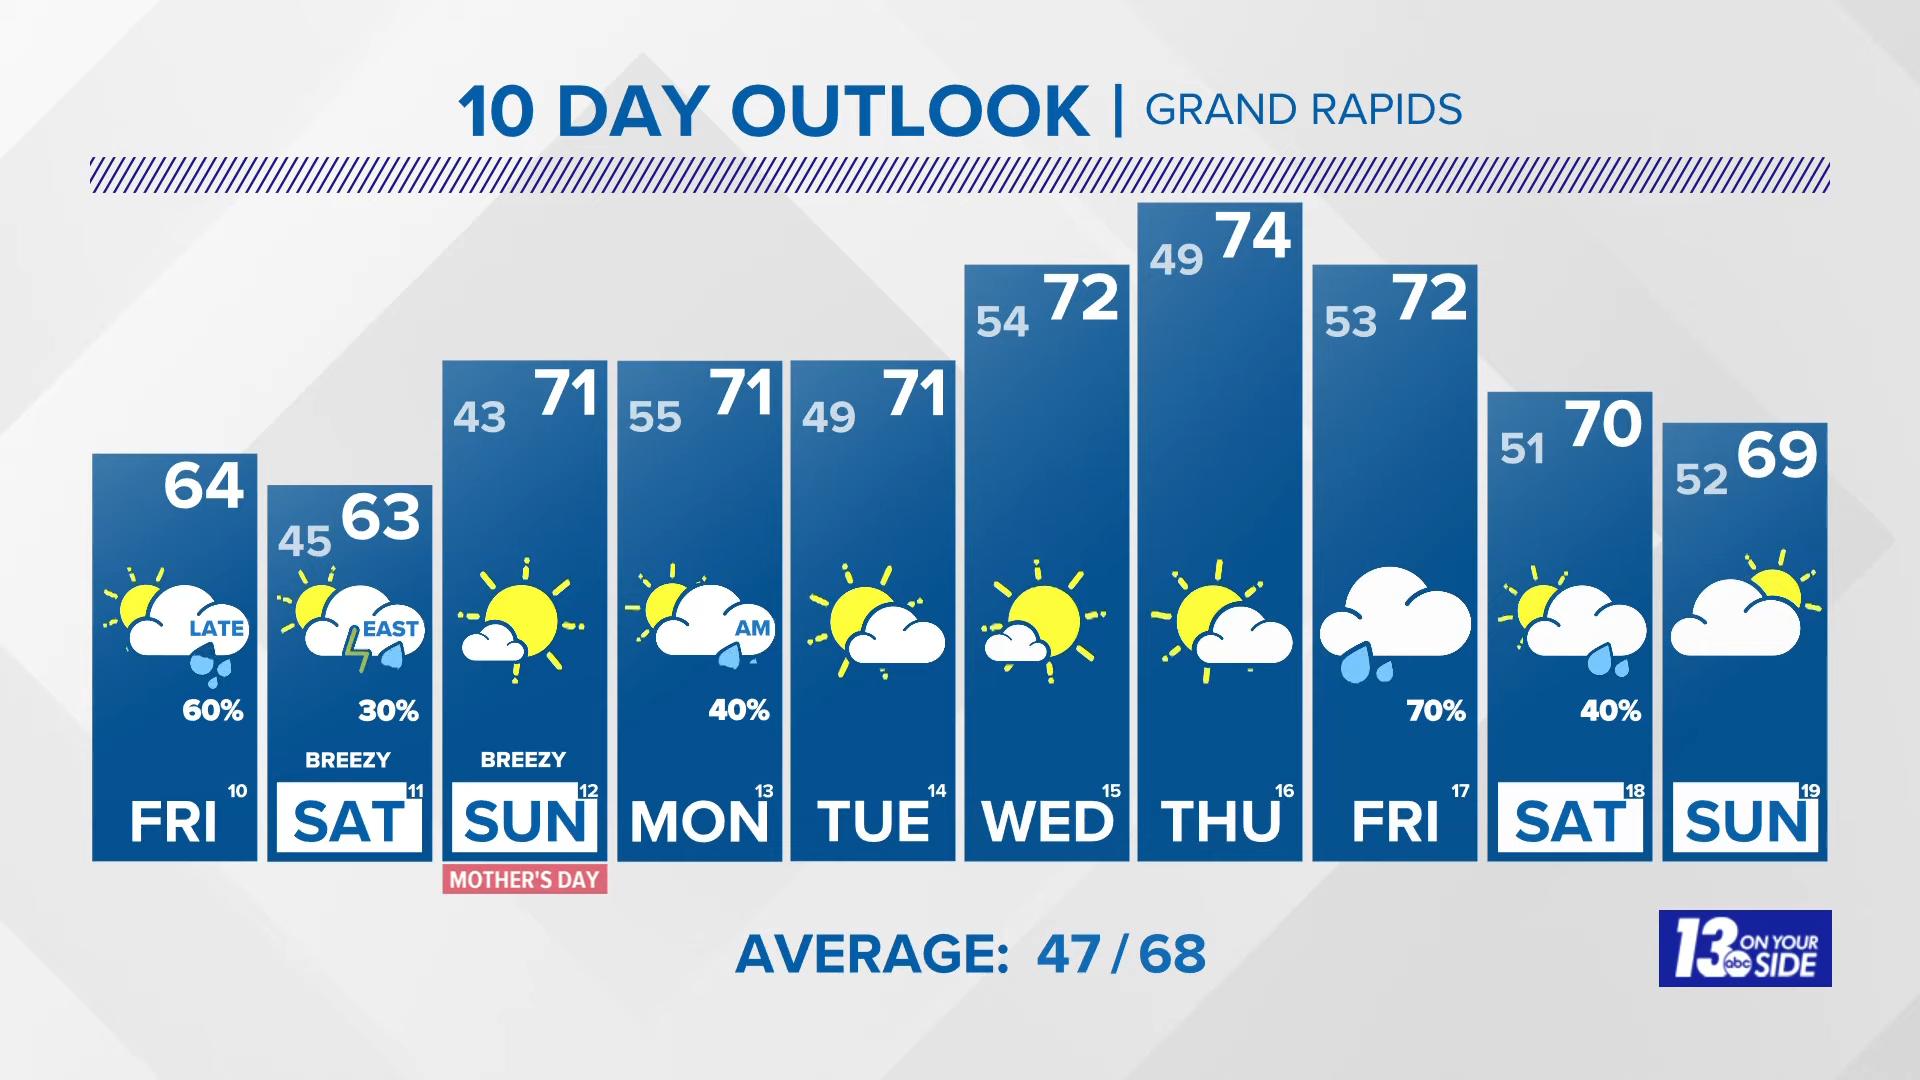 10 DAY OUTLOOK | GRAND RAPIDS
64
LATE
60%
FRI 10
45 63
EAST
30%
BREEZY
SAT 11
43 71
BREEZY
SUN 12
MOTHER'S DAY
55 71
AM
40%
MON 13
49 71
TUE 14
54 72
WED 15
49 74
THU 16
53 72
70%
FRI 17
51 70
40%
SAT 18
52 69
SUN 19
AVERAGE: 47 / 68
13 ON YOUR
abc SIDE